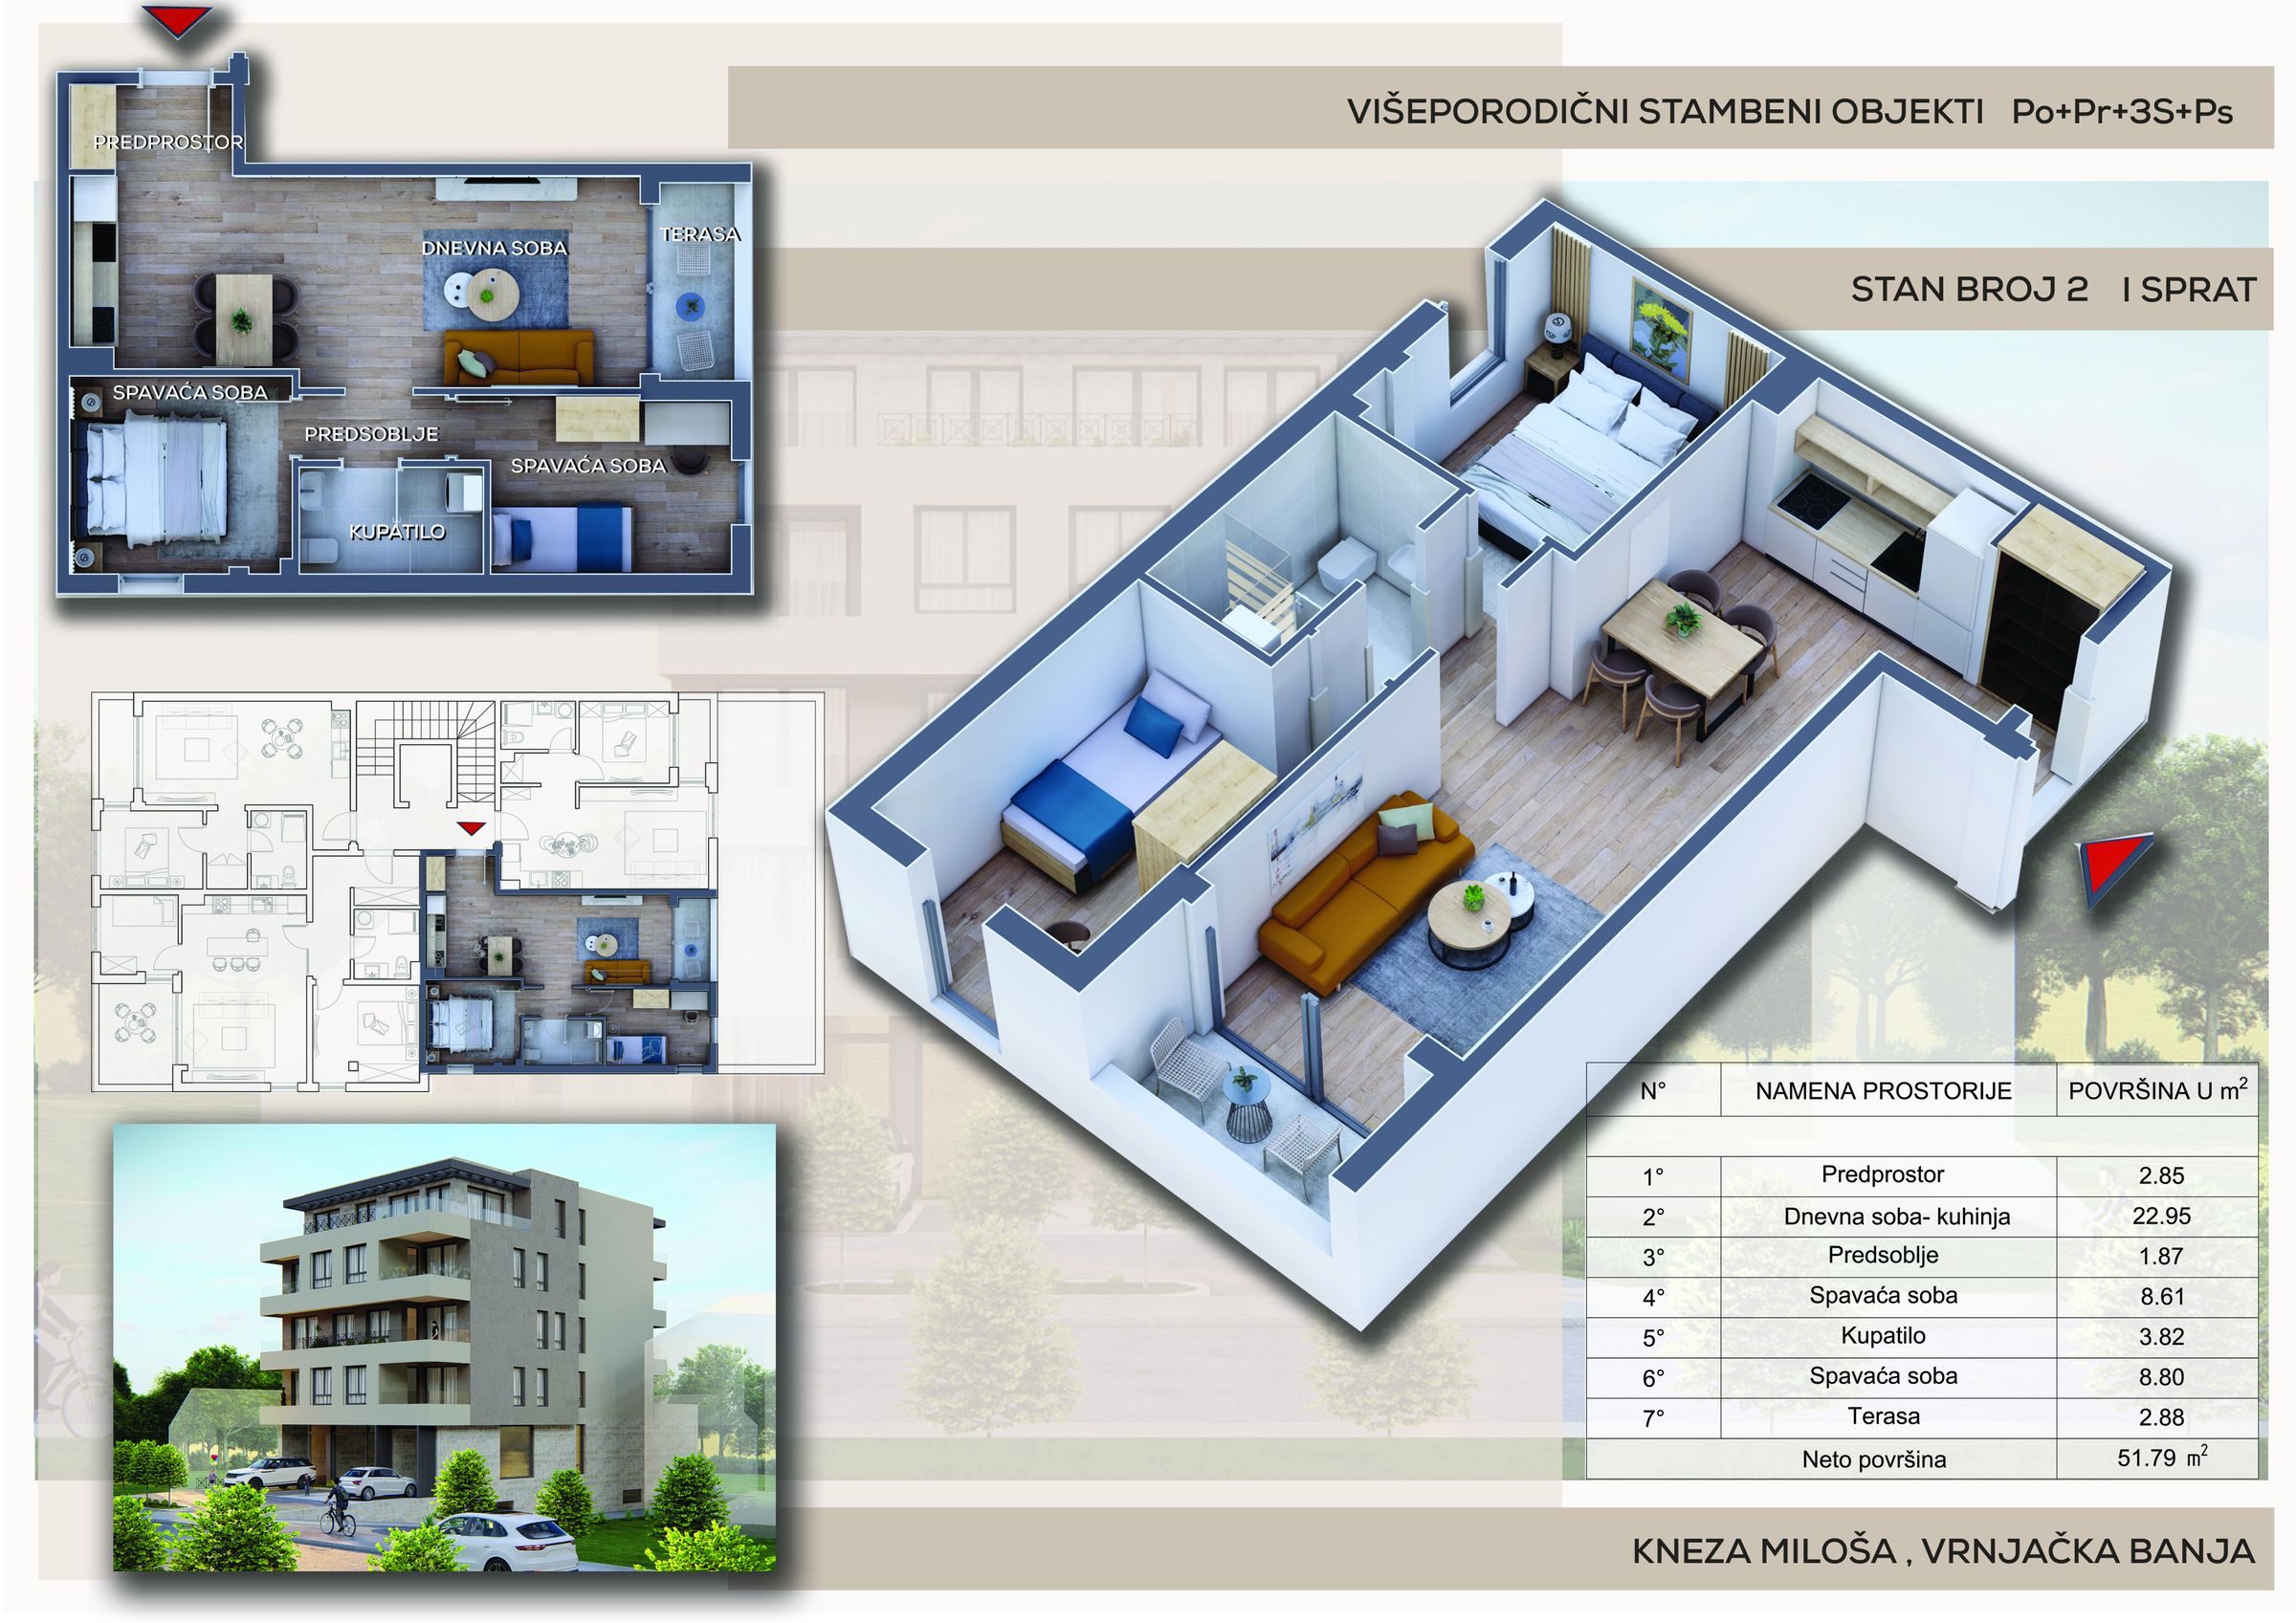 VIŠEPORODIČNI STAMBENI OBJEKTI Po+Pr+3S+Ps
STAN BROJ 2 I SPRAT
PREDPROSTOR
DNEVNA SOBA
TERASA
SPAVAĆA SOBA
PREDSOBLJE
SPAVAĆA SOBA
KUPATILO
N° NAMENA PROSTORIJE POVRŠINA U m²
1° Predprostor 2.85
2° Dnevna soba- kuhinja 22.95
3° Predsoblje 1.87
4° Spavaća soba 8.61
5° Kupatilo 3.82
6° Spavaća soba 8.80
7° Terasa 2.88
Neto površina 51.79 m²
KNEZA MILOŠA , VRNJAČKA BANJA